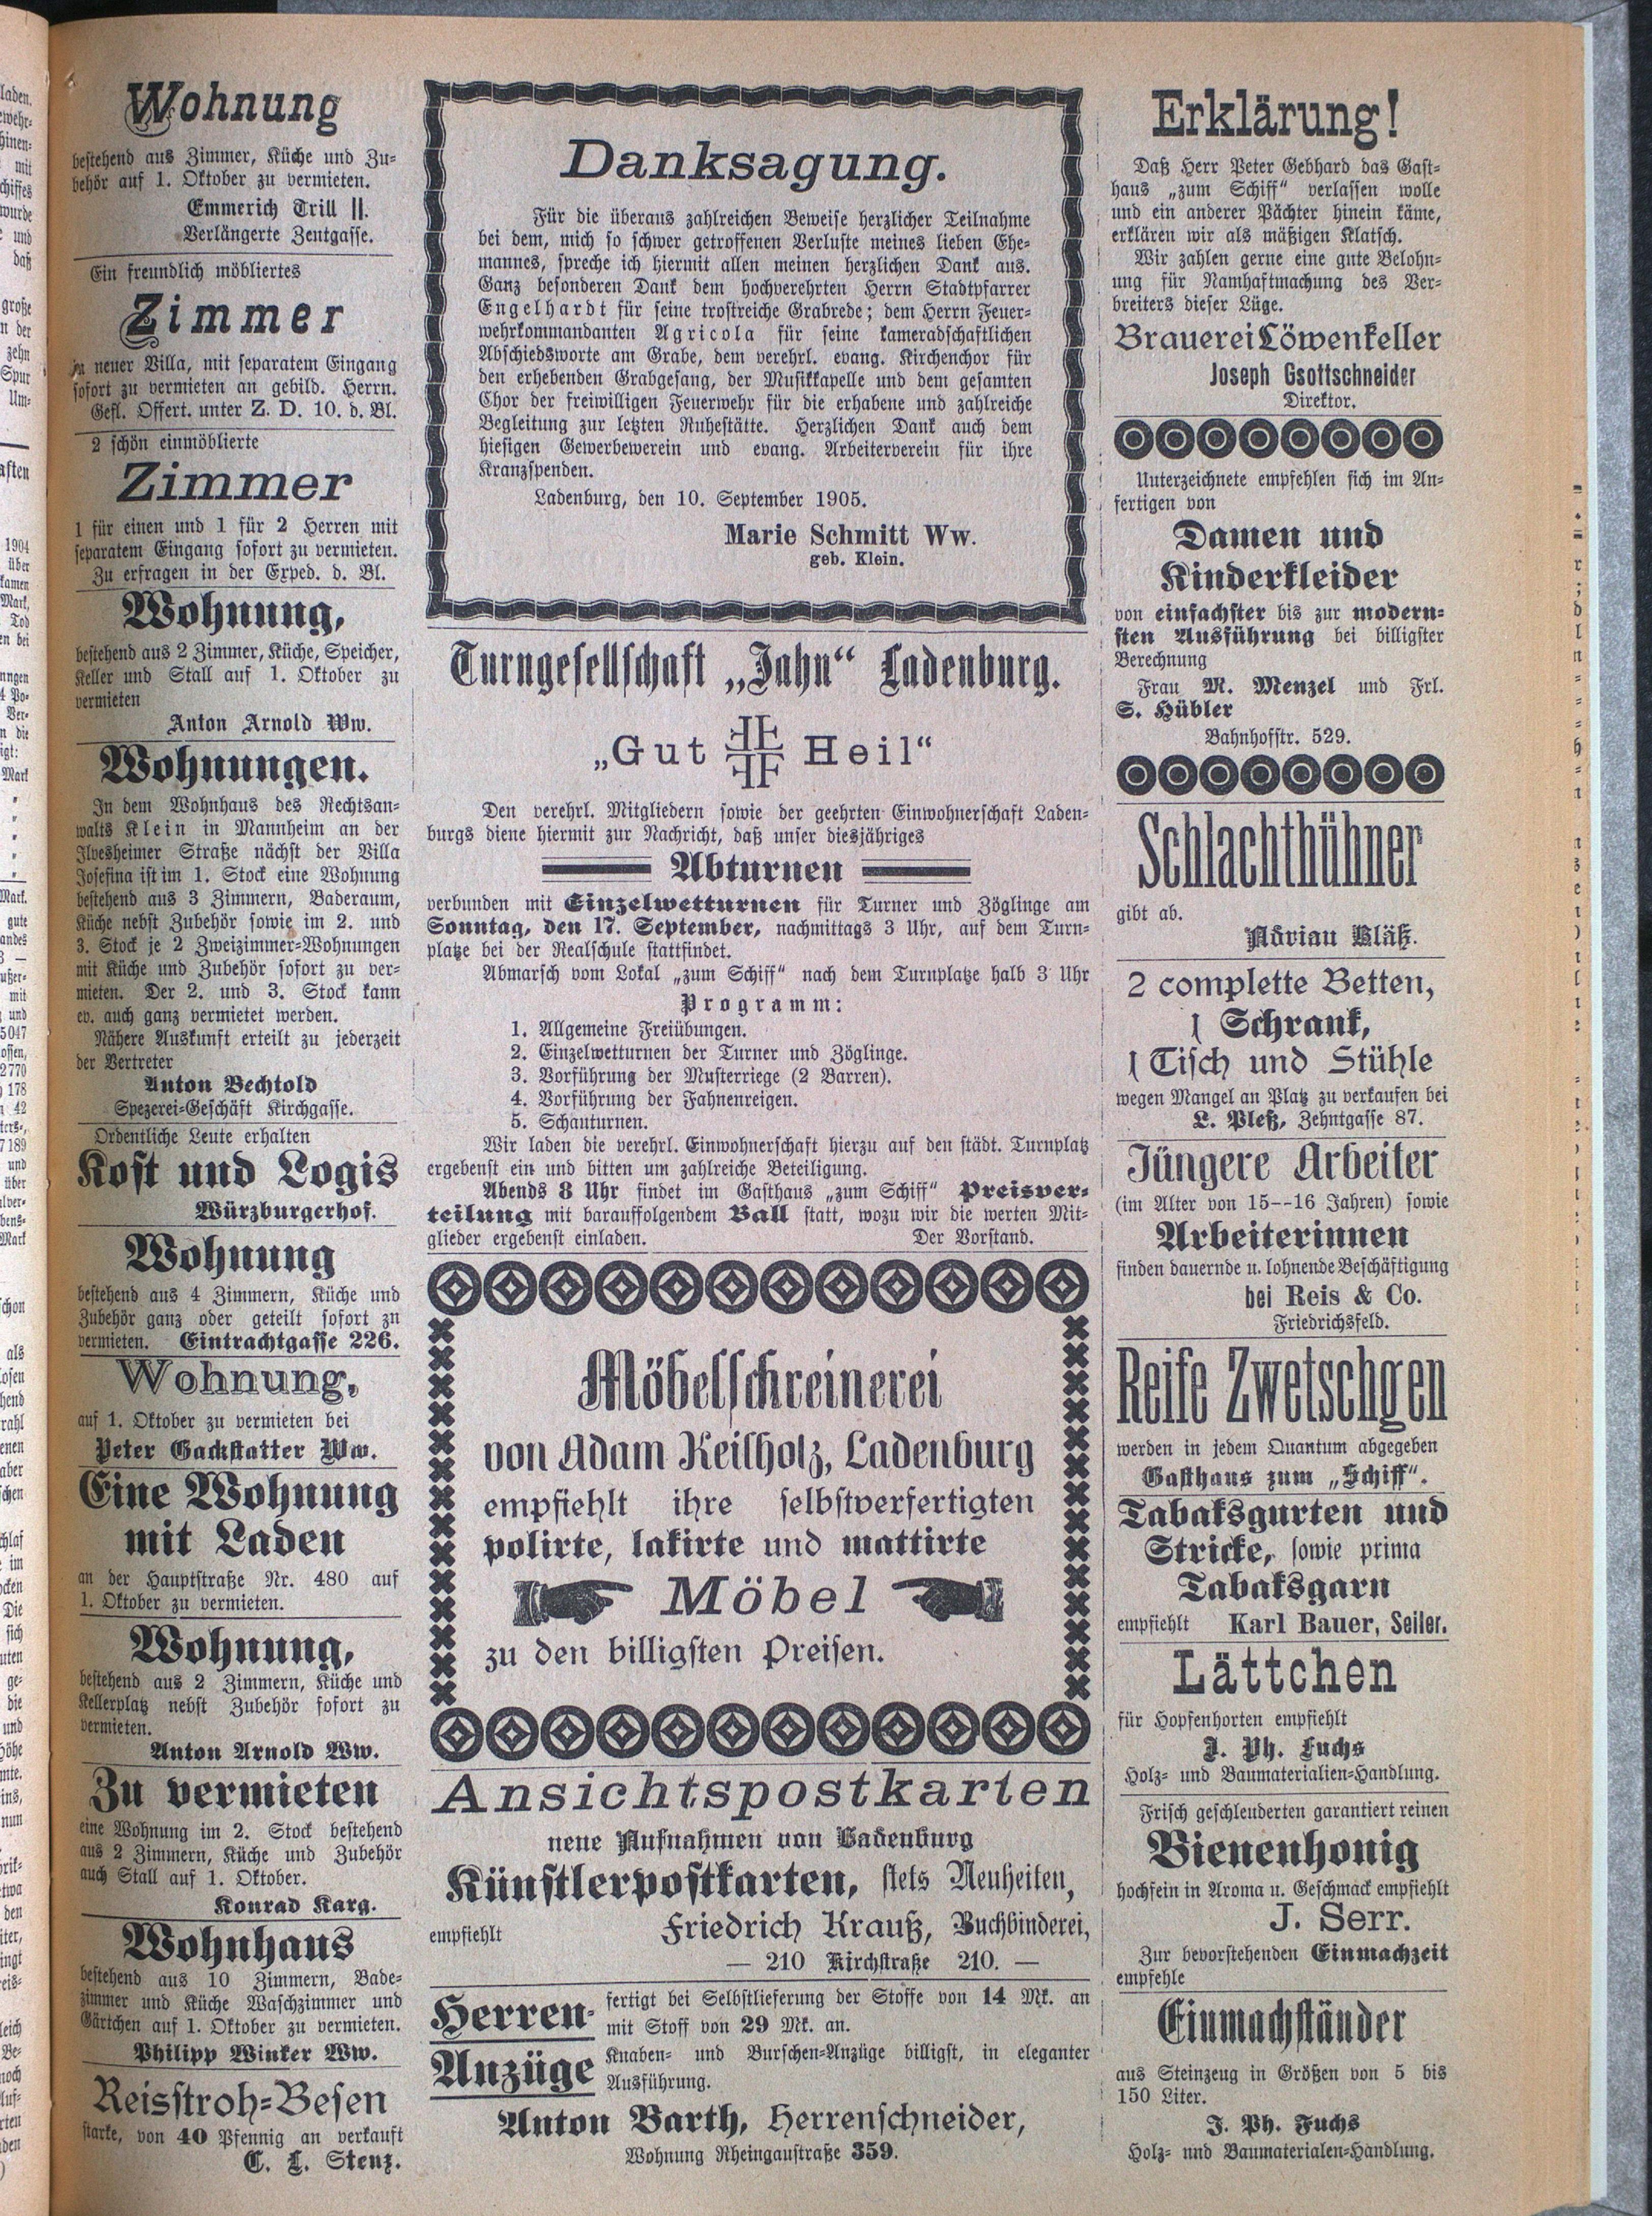 Wohnung
bestehend aus Zimmer, Küche und Zu-
behör auf 1. Oktober zu vermieten.
Emmerich Trill II.
Verlängerte Zentgasse.
Ein freundlich möbliertes
Zimmer
in neuer Villa, mit separatem Eingang
sofort zu vermieten an gebild. Herrn.
Gefl. Offert. unter Z. D. 10. d. Bl.
2 schön einmöblierte
Zimmer
1 für einen und 1 für 2 Herren mit
separatem Eingang sofort zu vermieten.
Zu erfragen in der Exped. d. Bl.
Wohnung,
bestehend aus 2 Zimmer, Küche, Speicher,
Keller und Stall auf 1. Oktober zu
vermieten
Anton Arnold Ww.
Wohnungen.
In dem Wohnhaus des Rechtsan-
walts Klein in Mannheim an der
Ilvesheimer Straße nächst der Villa
Josefina ist im 1. Stock eine Wohnung
bestehend aus 3 Zimmern, Baderaum,
Küche nebst Zubehör sowie im 2. und
3. Stock je 2 Zweizimmer-Wohnungen
mit Küche und Zubehör sofort zu ver-
mieten. Der 2. und 3. Stock kann
ev. auch ganz vermietet werden.
Nähere Auskunft erteilt zu jederzeit
der Vertreter
Anton Bechtold
Spezerei-Geschäft Kirchgasse.
Ordentliche Leute erhalten
Kost und Logis
Würzburgerhof.
Wohnung
bestehend aus 4 Zimmern, Küche und
Zubehör ganz oder geteilt sofort zu
vermieten. Eintrachtgasse 226.
Wohnung,
auf 1. Oktober zu vermieten bei
Peter Gackstatter Ww.
Eine Wohnung
mit Laden
an der Hauptstraße Nr. 480 auf
1. Oktober zu vermieten.
Wohnung,
bestehend aus 2 Zimmern, Küche und
Kellerplatz nebst Zubehör sofort zu
vermieten.
Anton Arnold Ww.
Zu vermieten
eine Wohnung im 2. Stock bestehend
aus 2 Zimmern, Küche und Zubehör
auch Stall auf 1. Oktober.
Konrad Karg.
Wohnhaus
bestehend aus 10 Zimmern, Bade-
zimmer und Küche Waschzimmer und
Gärtchen auf 1. Oktober zu vermieten.
Philipp Winker Ww.
Reisstroh-Besen
starke, von 40 Pfennig an verkauft
C. L. Stenz.
Danksagung.
Für die überaus zahlreichen Beweise herzlicher Teilnahme
bei dem, mich so schwer getroffenen Verluste meines lieben Ehe-
mannes, spreche ich hiermit allen meinen herzlichen Dank aus.
Ganz besonderen Dank dem hochverehrten Herrn Stadtpfarrer
Engelhardt für seine trostreiche Grabrede; dem Herrn Feuer-
wehrkommandanten Agricola für seine kameradschaftlichen
Abschiedsworte am Grabe, dem verehrl. evang. Kirchenchor für
den erhebenden Grabgesang, der Musikkapelle und dem gesamten
Chor der freiwilligen Feuerwehr für die erhabene und zahlreiche
Begleitung zur letzten Ruhestätte. Herzlichen Dank auch dem
hiesigen Gewerbeverein und evang. Arbeiterverein für ihre
Kranzspenden.
Ladenburg, den 10. September 1905.
Marie Schmitt Ww.
geb. Klein.
Turngesellschaft „Jahn“ Ladenburg.
„Gut Heil“
Den verehrl. Mitgliedern sowie der geehrten Einwohnerschaft Laden-
burgs diene hiermit zur Nachricht, daß unser diesjähriges
Abturnen
verbunden mit Einzelwetturnen für Turner und Zöglinge am
Sonntag, den 17. September, nachmittags 3 Uhr, auf dem Turn-
platze bei der Realschule stattfindet.
Abmarsch vom Lokal „zum Schiff“ nach dem Turnplatze halb 3 Uhr
Programm:
1. Allgemeine Freiübungen.
2. Einzelwetturnen der Turner und Zöglinge.
3. Vorführung der Musterriege (2 Barren).
4. Vorführung der Fahnenreigen.
5. Schauturnen.
Wir laden die verehrl. Einwohnerschaft hierzu auf den städt. Turnplatz
ergebenst ein und bitten um zahlreiche Beteiligung.
Abends 8 Uhr findet im Gasthaus „zum Schiff“ Preisver-
teilung mit darauffolgendem Ball statt, wozu wir die werten Mit-
glieder ergebenst einladen. Der Vorstand.
Möbelschreinerei
von Adam Keilholz, Ladenburg
empfiehlt ihre selbstverfertigten
polirte, lakirte und mattirte
Möbel
zu den billigsten Preisen.
Ansichtspostkarten
neue Aufnahmen von Ladenburg
Künstlerpostkarten, stets Neuheiten,
empfiehlt Friedrich Krauß, Buchbinderei,
— 210 Kirchstraße 210. —
Herren-
Anzüge
fertigt bei Selbstlieferung der Stoffe von 14 Mk. an
mit Stoff von 29 Mk. an.
Knaben- und Burschen-Anzüge billigst, in eleganter
Ausführung.
Anton Barth, Herrenschneider,
Wohnung Rheingaustraße 359.
Erklärung!
Daß Herr Peter Gebhard das Gast-
haus „zum Schiff“ verlassen wolle
und ein anderer Pächter hinein käme,
erklären wir als mäßigen Klatsch.
Wir zahlen gerne eine gute Belohn-
ung für Namhaftmachung des Ver-
breiters dieser Lüge.
Brauerei Löwenkeller
Joseph Gsottschneider
Direktor.
Unterzeichnete empfehlen sich im An-
fertigen von
Damen und
Kinderkleider
von einfachster bis zur modern-
sten Ausführung bei billigster
Berechnung
Frau M. Menzel und Frl.
S. Hübler
Bahnhofstr. 529.
Schlachthühner
gibt ab.
Adrian Bläß.
2 complette Betten,
1 Schrank,
1 Tisch und Stühle
wegen Mangel an Platz zu verkaufen bei
L. Pleß, Zehntgasse 87.
Jüngere Arbeiter
(im Alter von 15--16 Jahren) sowie
Arbeiterinnen
finden dauernde u. lohnende Beschäftigung
bei Reis & Co.
Friedrichsfeld.
Reife Zwetschgen
werden in jedem Quantum abgegeben
Gasthaus zum „Schiff“.
Tabaksgurten und
Stricke, sowie prima
Tabaksgarn
empfiehlt Karl Bauer, Seiler.
Lättchen
für Hopfenhorten empfiehlt
J. Ph. Fuchs
Holz- und Baumaterialien-Handlung.
Frisch geschleuderten garantiert reinen
Bienenhonig
hochfein in Aroma u. Geschmack empfiehlt
J. Serr.
Zur bevorstehenden Einmachzeit
empfehle
Einmachständer
aus Steinzeug in Größen von 5 bis
150 Liter.
J. Ph. Fuchs
Holz- und Baumaterialen-Handlung.